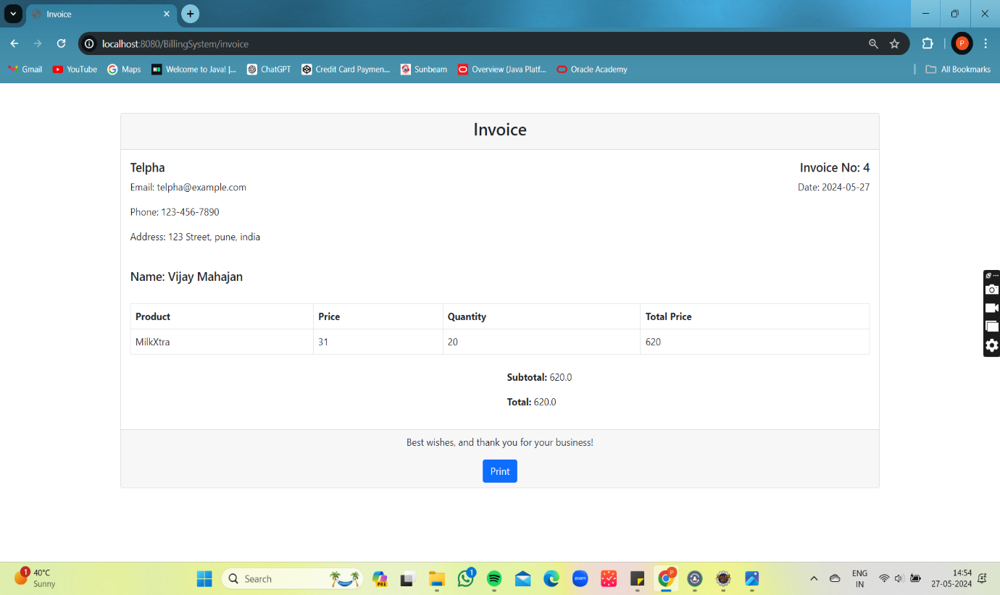 Invoice
localhost:8080/BillingSystem/invoice
Gmail YouTube Maps Welcome to Java! |... ChatGPT Credit Card Paymen... Sunbeam Overview (Java Platf... Oracle Academy All Bookmarks
Invoice
Telpha Invoice No: 4
Email: telpha@example.com Date: 2024-05-27
Phone: 123-456-7890
Address: 123 Street, pune, india
Name: Vijay Mahajan
Product Price Quantity Total Price
MilkXtra 31 20 620
Subtotal: 620.0
Total: 620.0
Best wishes, and thank you for your business!
Print
1 40°C
Sunny
Search
PRE
1
zoom
P
ENG
IN
14:54
27-05-2024